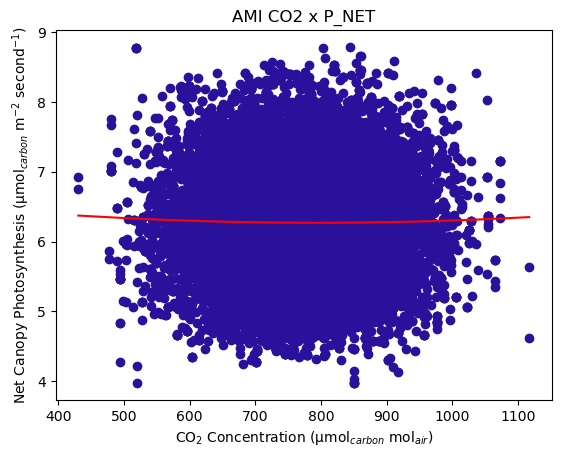 AMI CO2 x P_NET
Net Canopy Photosynthesis (μmol_carbon m⁻² second⁻¹)
9
8
7
6
5
4
400 500 600 700 800 900 1000 1100
CO₂ Concentration (μmol_carbon mol_air)